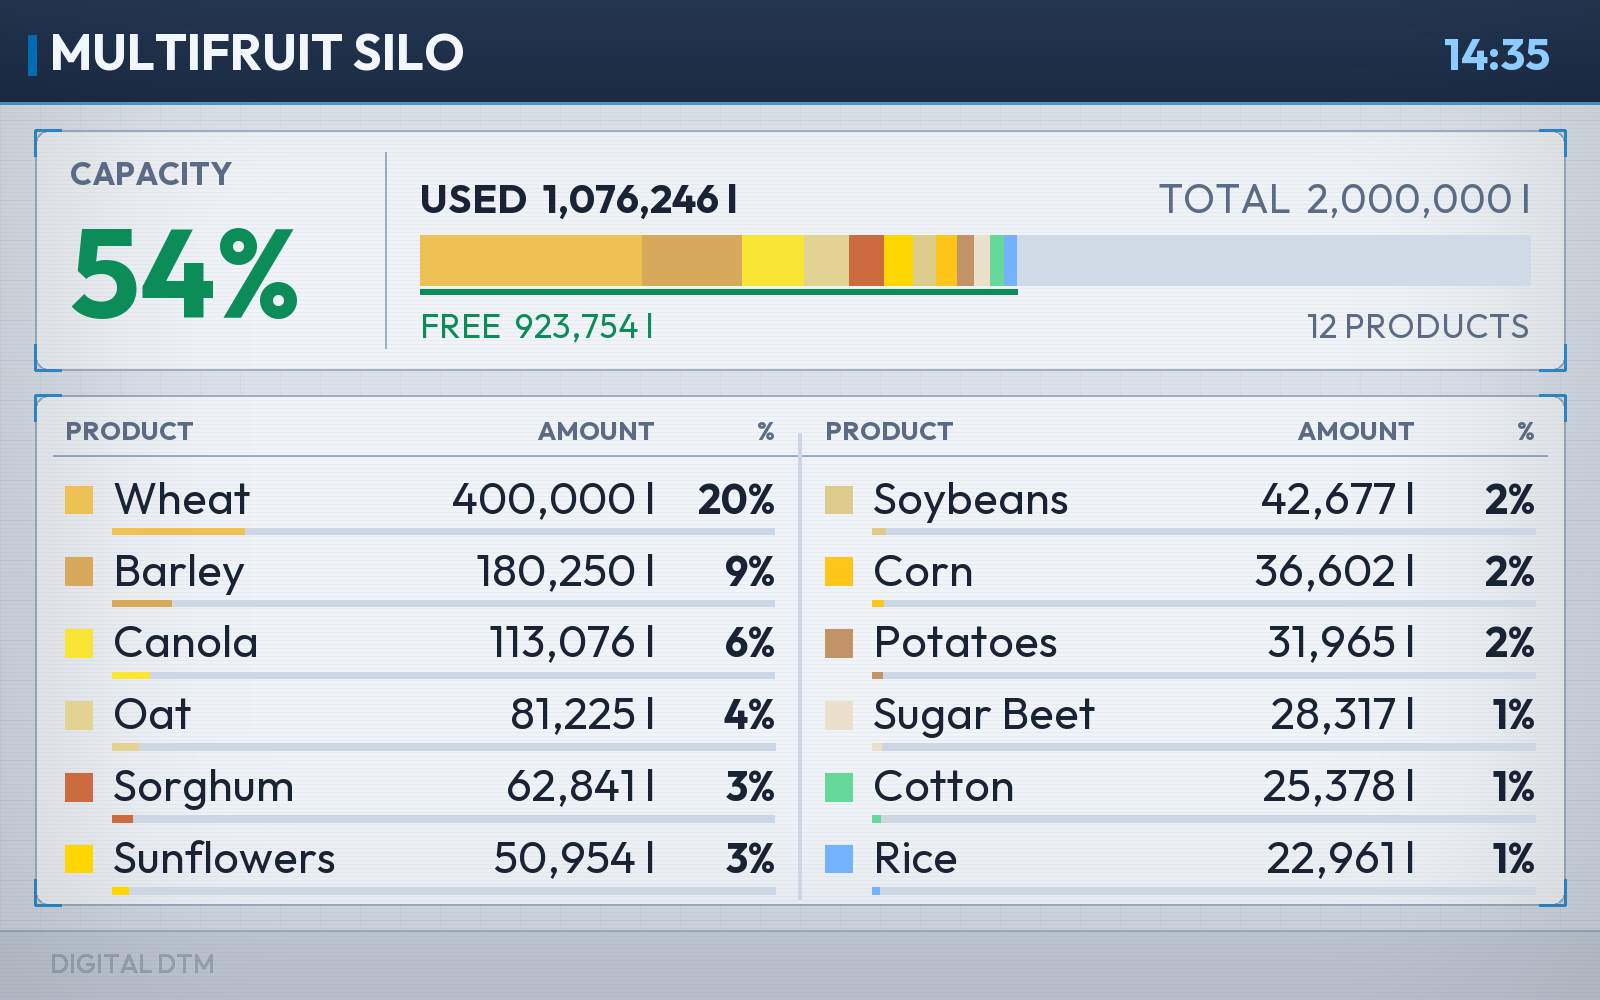 MULTIFRUIT SILO 14:35
CAPACITY
54%
USED 1,076,246 l TOTAL 2,000,000 l
FREE 923,754 l 12 PRODUCTS
PRODUCT AMOUNT % PRODUCT AMOUNT %
Wheat 400,000 l 20% Soybeans 42,677 l 2%
Barley 180,250 l 9% Corn 36,602 l 2%
Canola 113,076 l 6% Potatoes 31,965 l 2%
Oat 81,225 l 4% Sugar Beet 28,317 l 1%
Sorghum 62,841 l 3% Cotton 25,378 l 1%
Sunflowers 50,954 l 3% Rice 22,961 l 1%
DIGITAL DTM